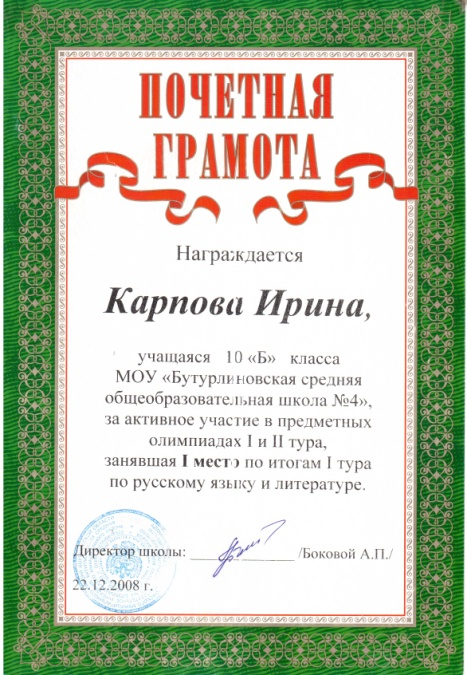 ПОЧЕТНАЯ
ГРАМОТА
Награждается
Карпова Ирина,
учащаяся 10 «Б» класса
МОУ «Бутурлиновская средняя
общеобразовательная школа №4»,
за активное участие в предметных
олимпиадах I и II тура,
занявшая I место по итогам I тура
по русскому языку и литературе.
Директор школы: ______________ /Боковой А.П./
22.12.2008 г.